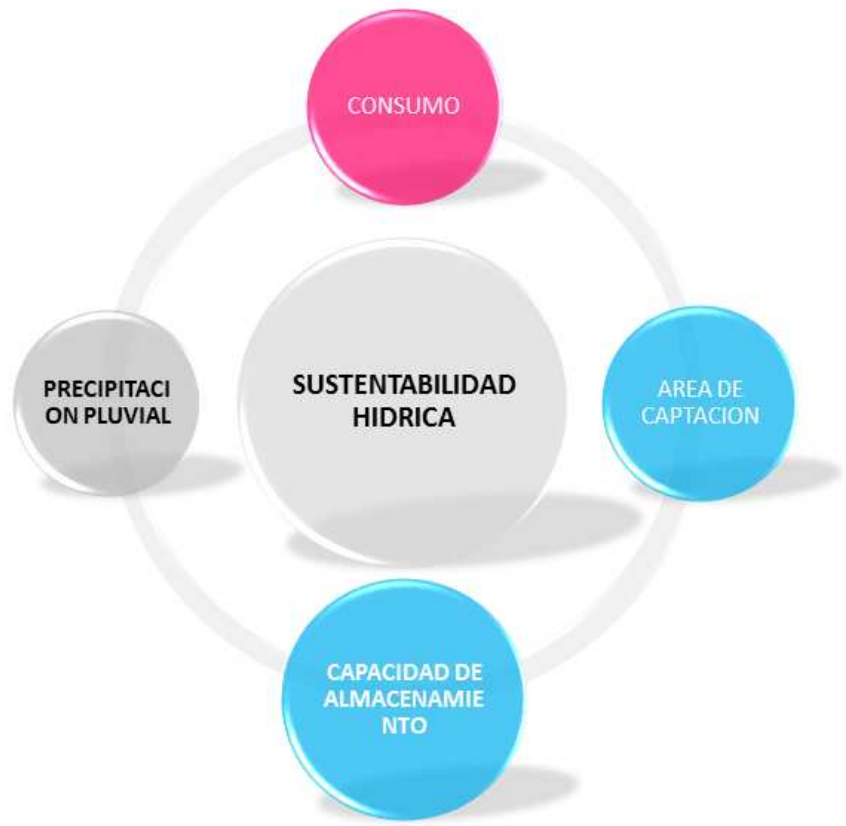 CONSUMO
PRECIPITACI
ON PLUVIAL
SUSTENTABILIDAD
HIDRICA
AREA DE
CAPTACION
CAPACIDAD DE
ALMACENAMIE
NTO